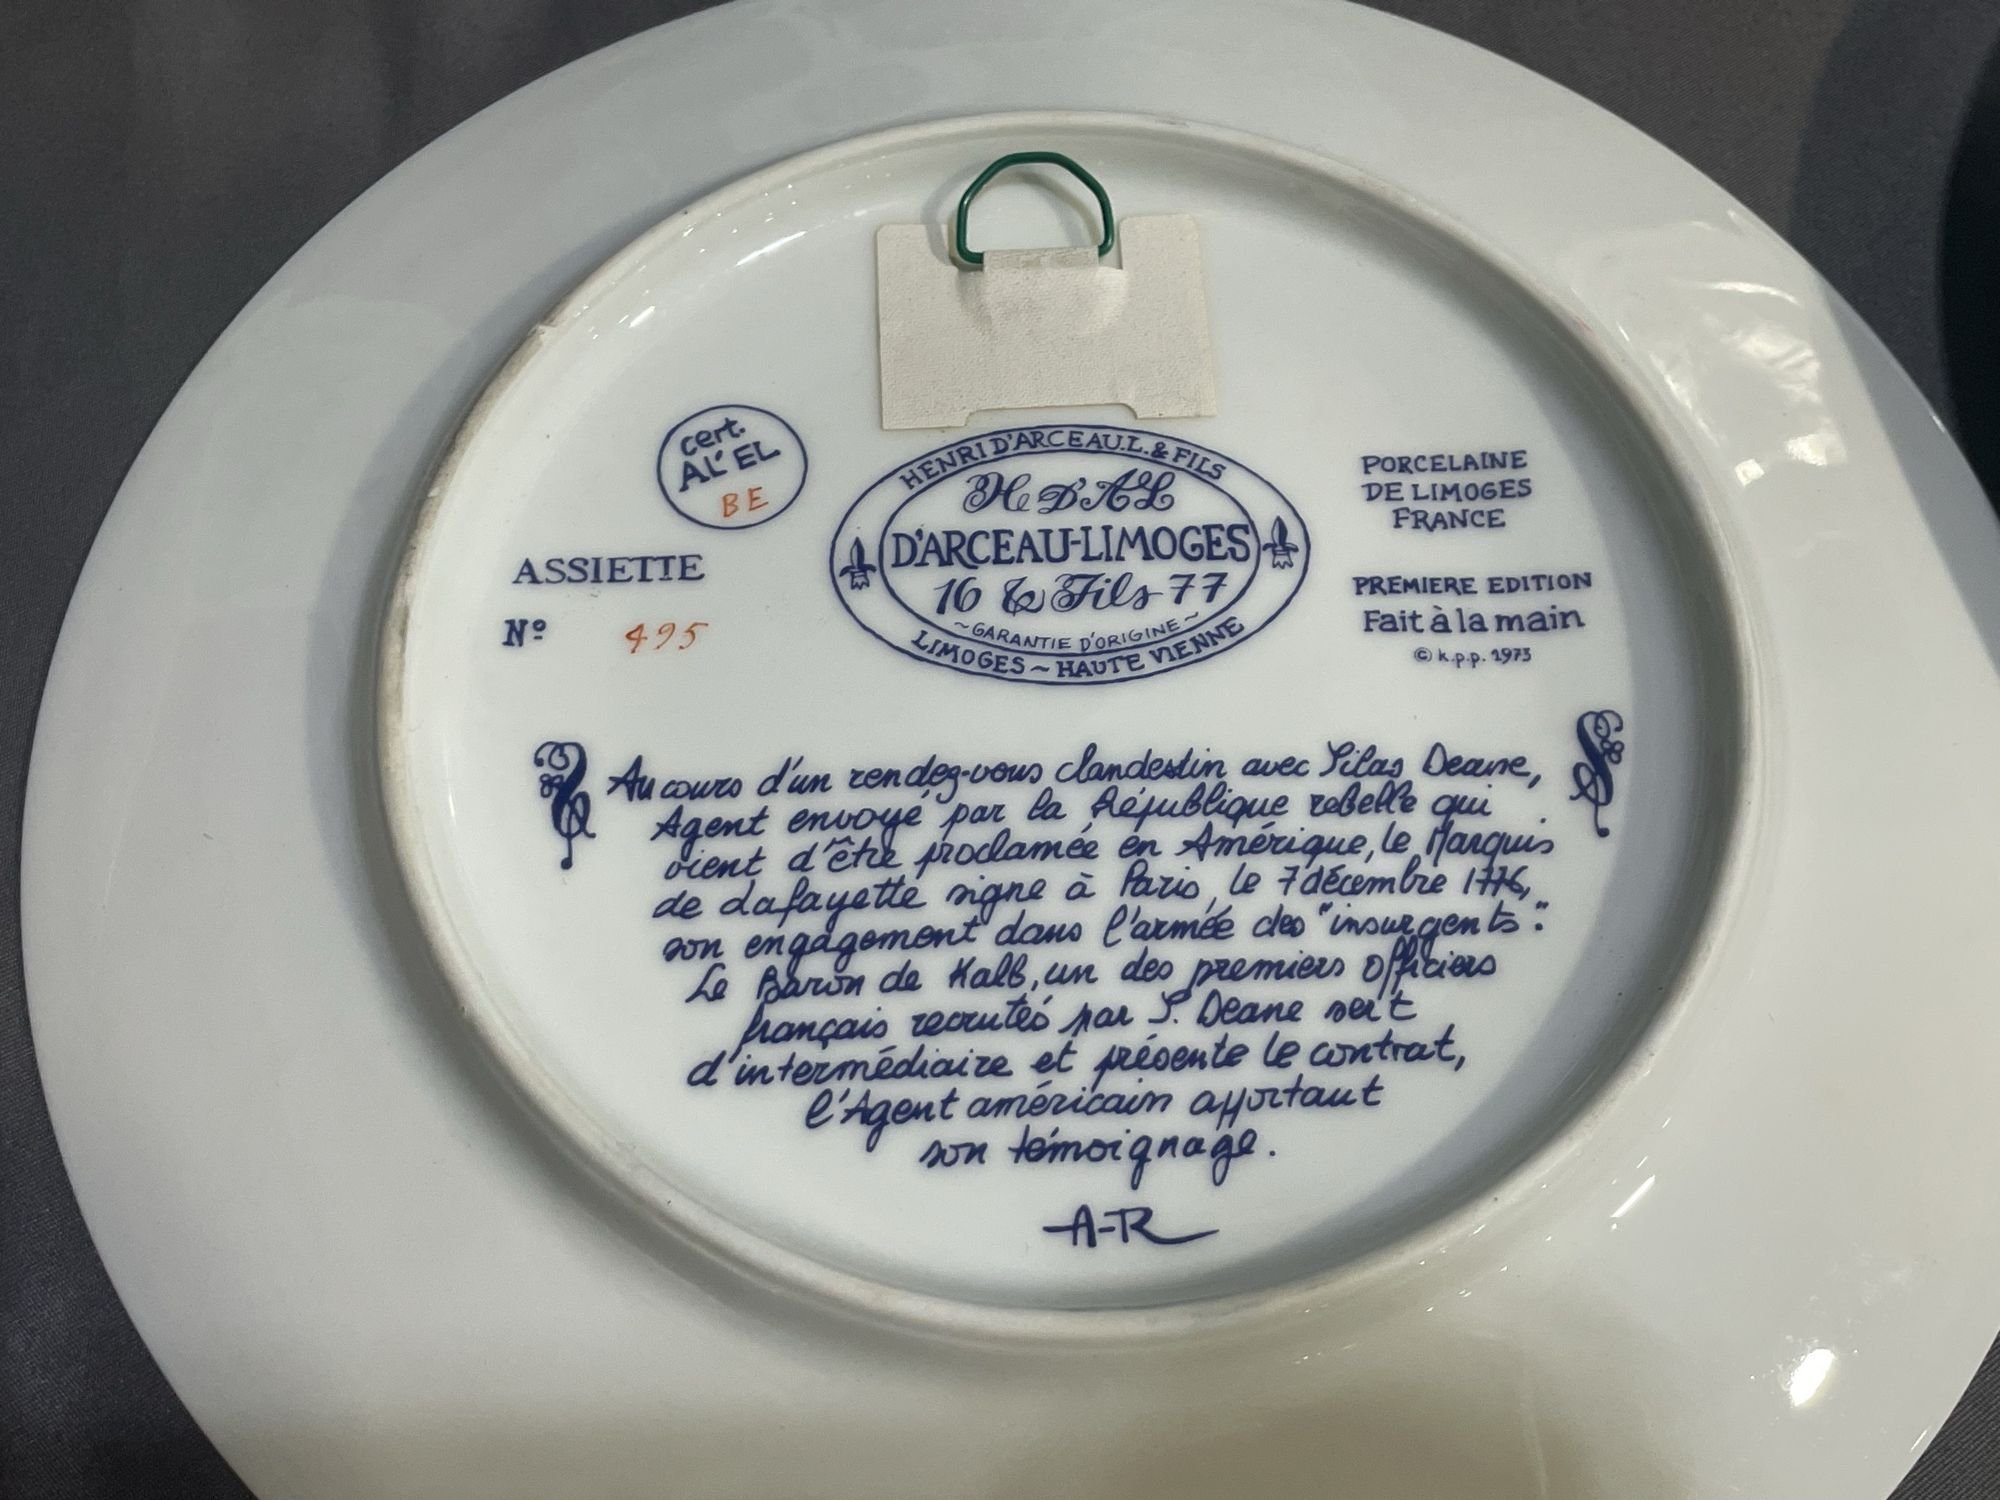 cert.
AL'EL
BE
ASSIETTE
Nº 495
HENRI D'ARCEAU.L. & FILS
H D'AL
D'ARCEAU-LIMOGES
16 & Fils 77
~GARANTIE D'ORIGINE~
LIMOGES ~ HAUTE VIENNE
PORCELAINE
DE LIMOGES
FRANCE
PREMIERE EDITION
Fait à la main
© k.p.p. 1973
Au cours d'un rendez-vous clandestin avec Silas Deane,
Agent envoyé par la République rebelle qui
vient d'être proclamée en Amérique, le Marquis
de Lafayette signe à Paris, le 7 décembre 1776,
son engagement dans l'armée des "insurgents".
Le Baron de Kalb, un des premiers officiers
français recrutés par S. Deane sert
d'intermédiaire et présente le contrat,
l'Agent américain apportant
son témoignage.
A-R